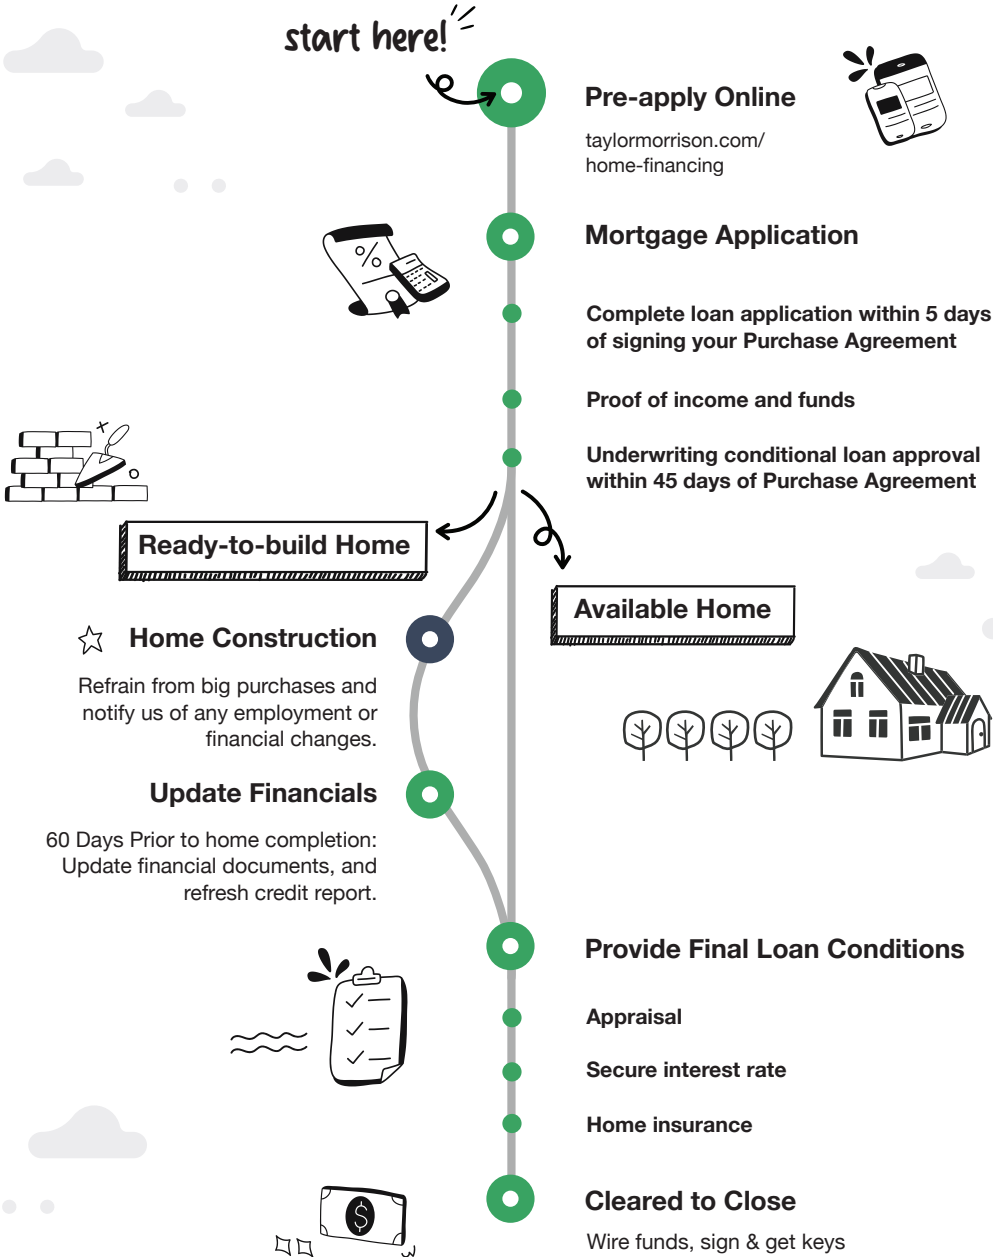 start here!
Pre-apply Online
taylormorrison.com/
home-financing
Mortgage Application
Complete loan application within 5 days
of signing your Purchase Agreement
Proof of income and funds
Underwriting conditional loan approval
within 45 days of Purchase Agreement
Ready-to-build Home
Available Home
Home Construction
Refrain from big purchases and
notify us of any employment or
financial changes.
Update Financials
60 Days Prior to home completion:
Update financial documents, and
refresh credit report.
Provide Final Loan Conditions
Appraisal
Secure interest rate
Home insurance
Cleared to Close
$
Wire funds, sign & get keys